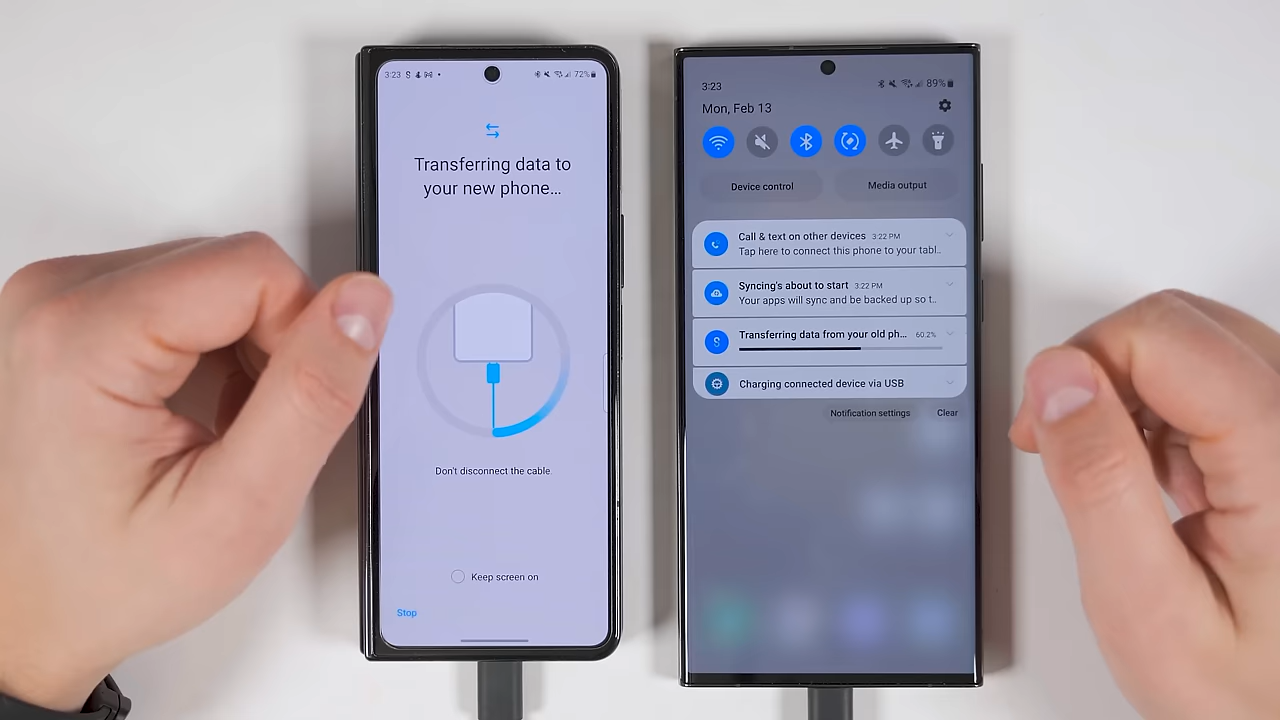 3:23
72%
Transferring data to
your new phone...
Don't disconnect the cable.
Keep screen on
Stop
3:23
89%
Mon, Feb 13
Device control
Media output
Call & text on other devices 3:22 PM
Tap here to connect this phone to your tabl..
Syncing's about to start 3:22 PM
Your apps will sync and be backed up so t..
Transferring data from your old ph... 60.2%
Charging connected device via USB
Notification settings
Clear